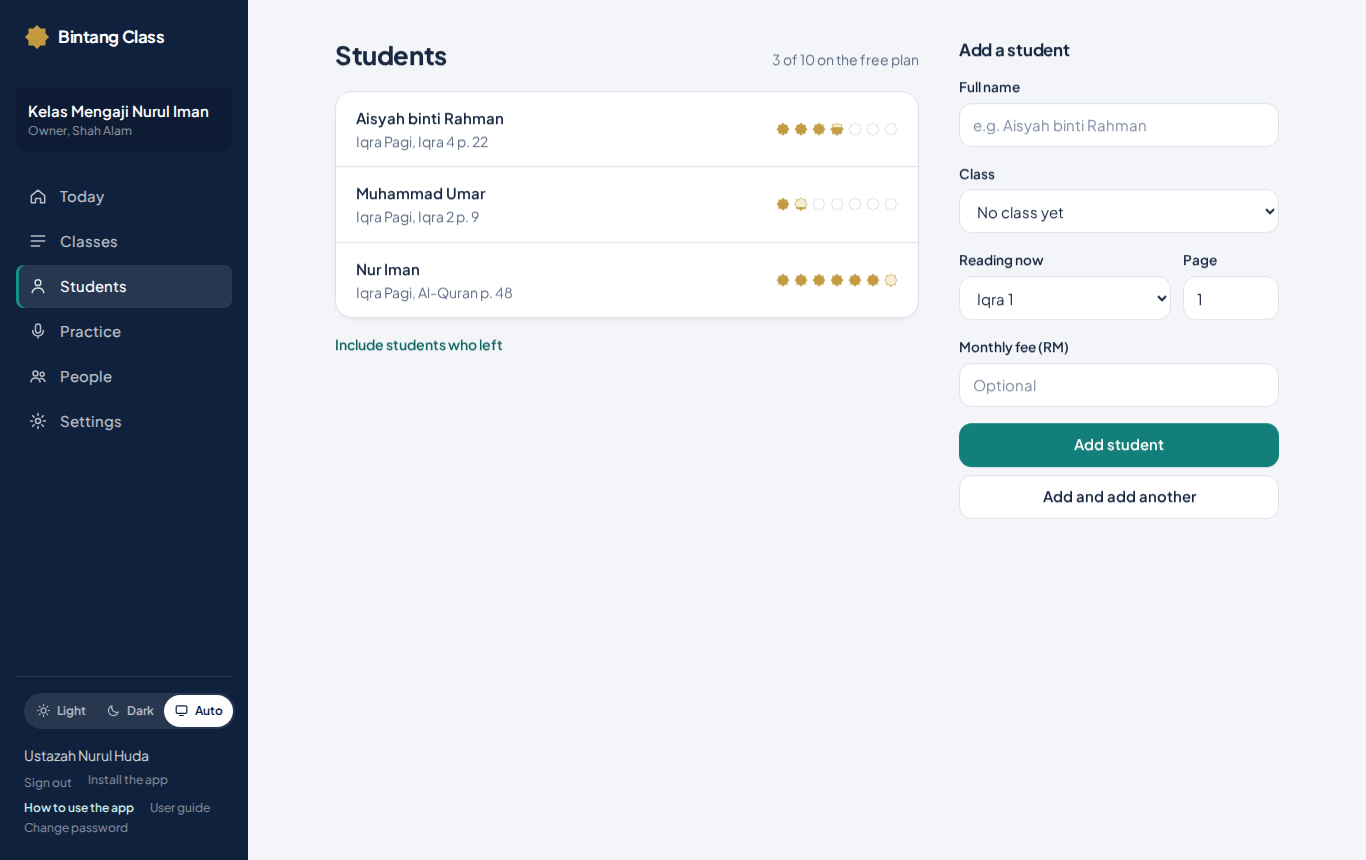 Bintang Class
Kelas Mengaji Nurul Iman
Owner, Shah Alam
Today
Classes
Students
Practice
People
Settings
Light Dark Auto
Ustazah Nurul Huda
Sign out Install the app
How to use the app User guide
Change password
Students
3 of 10 on the free plan
Aisyah binti Rahman
Iqra Pagi, Iqra 4 p. 22
Muhammad Umar
Iqra Pagi, Iqra 2 p. 9
Nur Iman
Iqra Pagi, Al-Quran p. 48
Include students who left
Add a student
Full name
e.g. Aisyah binti Rahman
Class
No class yet
Reading now Page
Iqra 1 1
Monthly fee (RM)
Optional
Add student
Add and add another